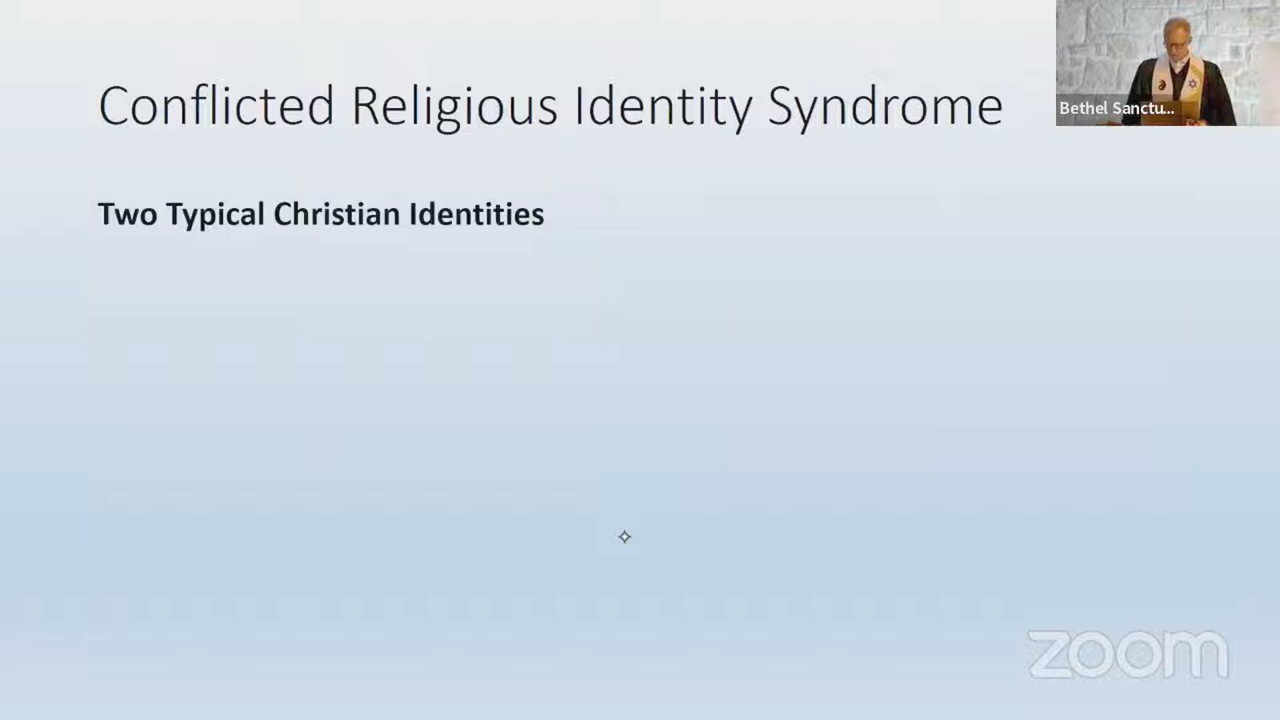 Conflicted Religious Identity Syndrome
Bethel Sanctu...
Two Typical Christian Identities
zoom